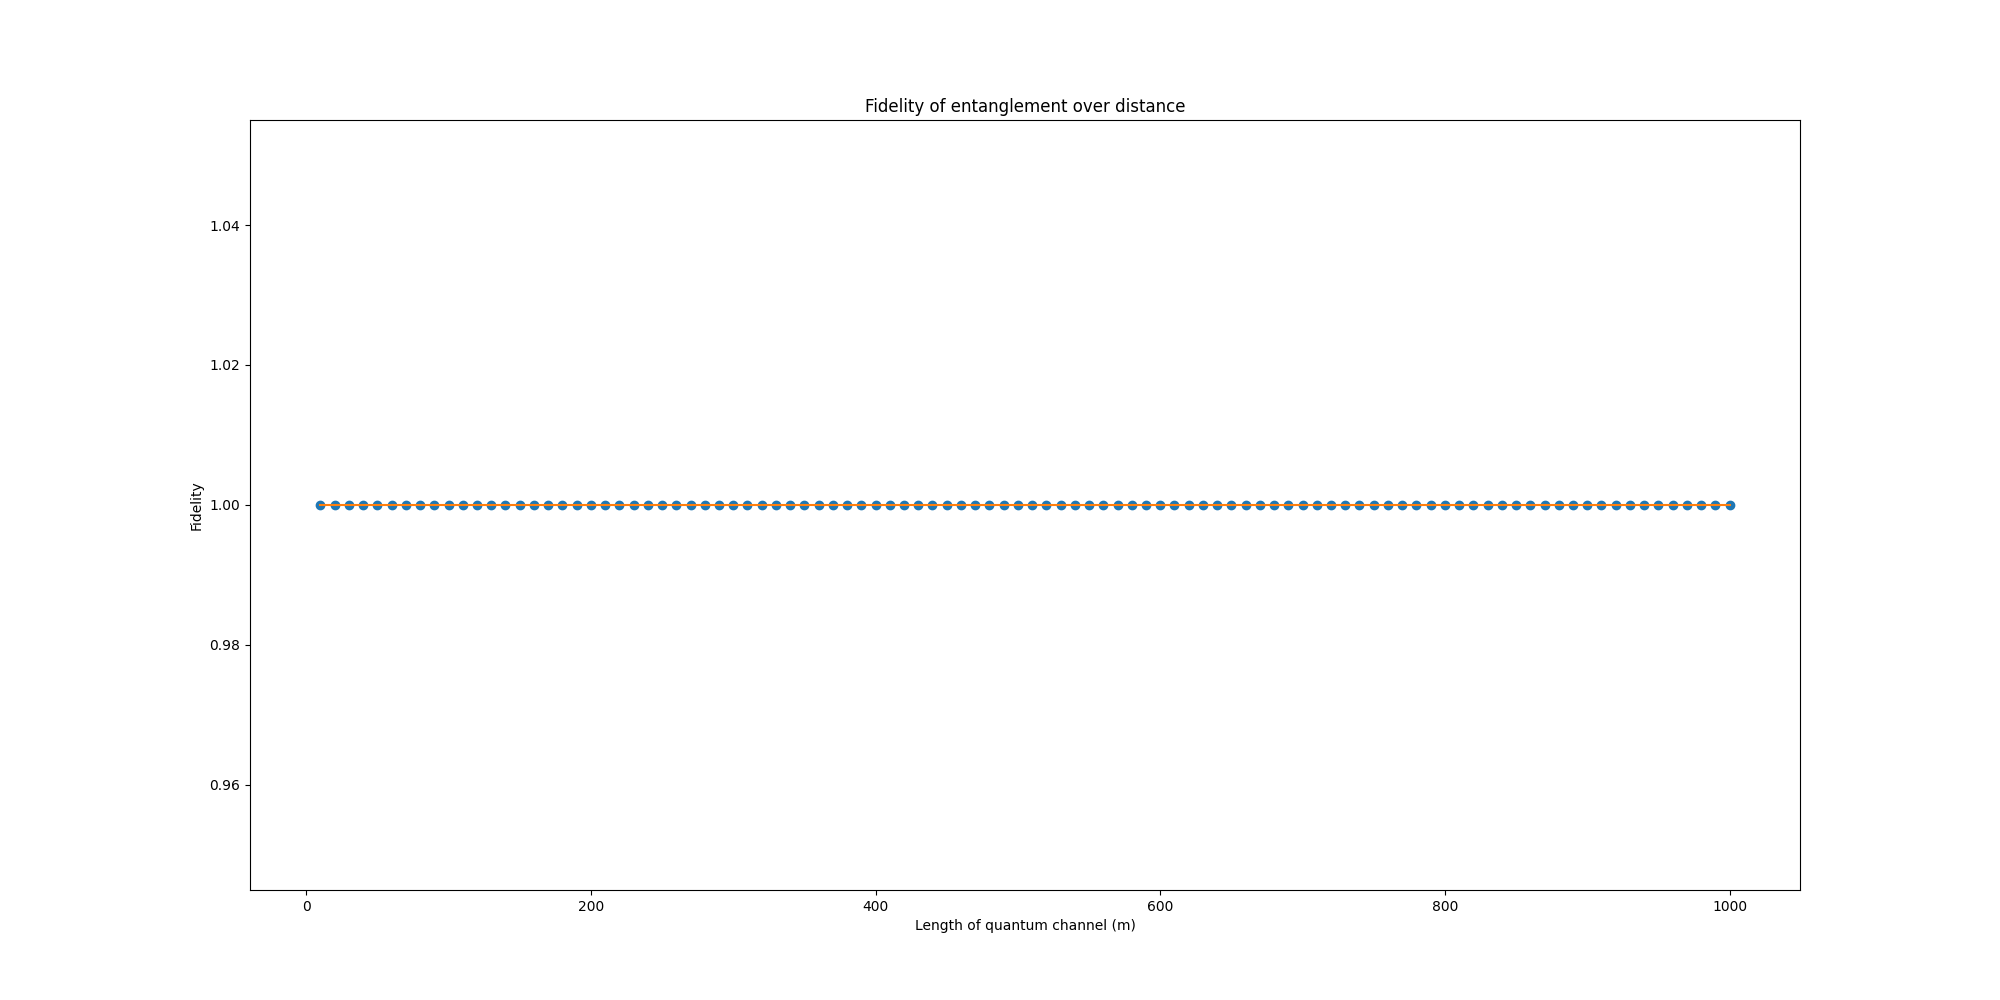 Fidelity of entanglement over distance
1.04
1.02
1.00
0.98
0.96
Fidelity
0 200 400 600 800 1000
Length of quantum channel (m)